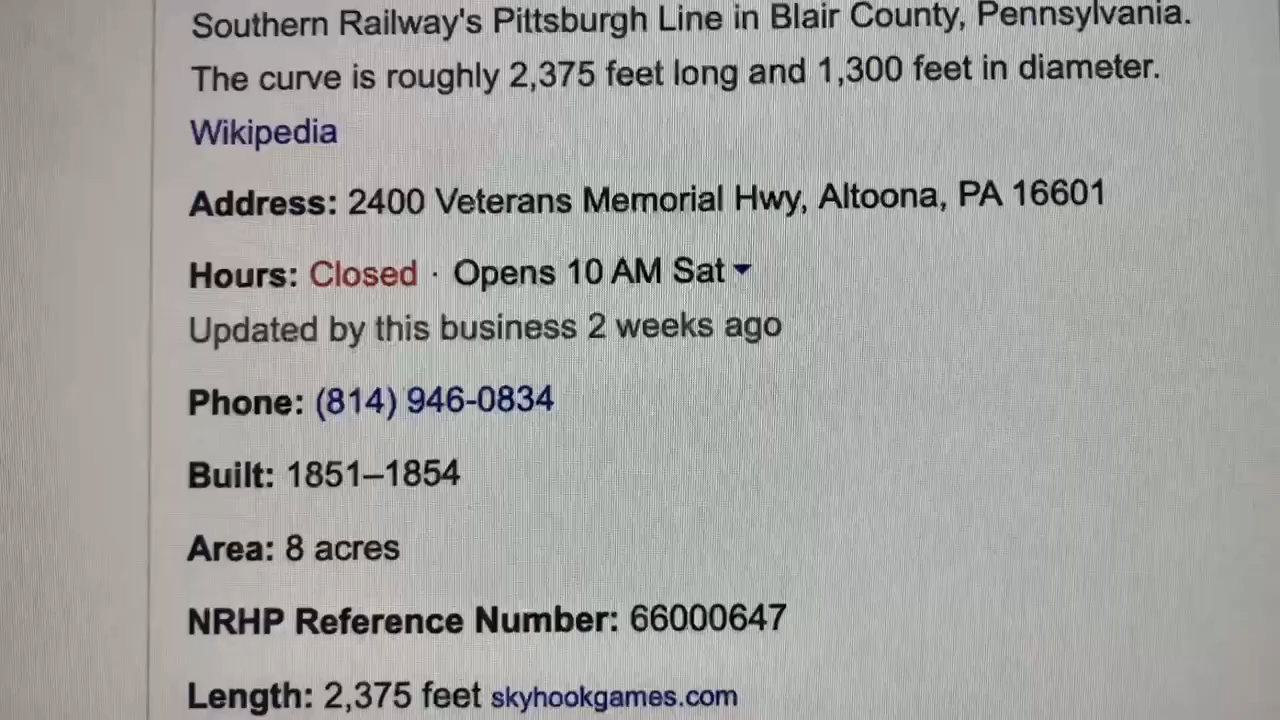 Southern Railway's Pittsburgh Line in Blair County, Pennsylvania.
The curve is roughly 2,375 feet long and 1,300 feet in diameter.
Wikipedia
Address: 2400 Veterans Memorial Hwy, Altoona, PA 16601
Hours: Closed · Opens 10 AM Sat
Updated by this business 2 weeks ago
Phone: (814) 946-0834
Built: 1851–1854
Area: 8 acres
NRHP Reference Number: 66000647
Length: 2,375 feet skyhookgames.com